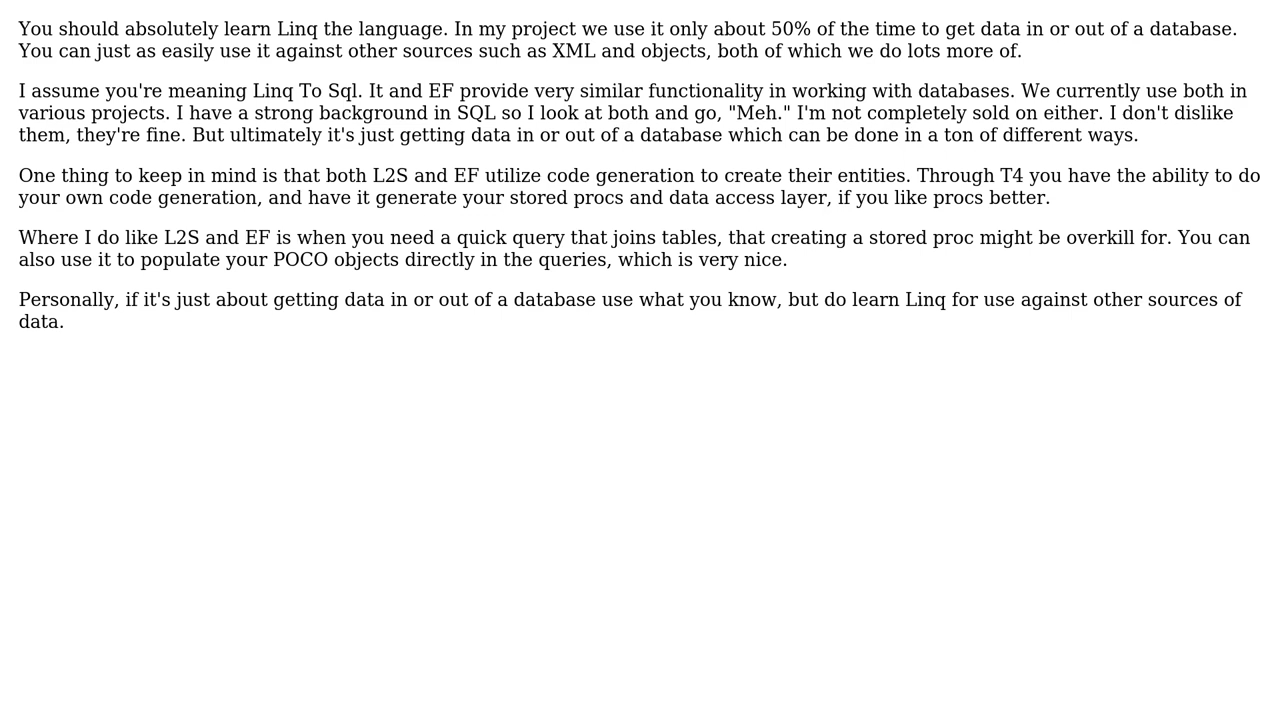 You should absolutely learn Linq the language. In my project we use it only about 50% of the time to get data in or out of a database.
You can just as easily use it against other sources such as XML and objects, both of which we do lots more of.
I assume you're meaning Linq To Sql. It and EF provide very similar functionality in working with databases. We currently use both in
various projects. I have a strong background in SQL so I look at both and go, "Meh." I'm not completely sold on either. I don't dislike
them, they're fine. But ultimately it's just getting data in or out of a database which can be done in a ton of different ways.
One thing to keep in mind is that both L2S and EF utilize code generation to create their entities. Through T4 you have the ability to do
your own code generation, and have it generate your stored procs and data access layer, if you like procs better.
Where I do like L2S and EF is when you need a quick query that joins tables, that creating a stored proc might be overkill for. You can
also use it to populate your POCO objects directly in the queries, which is very nice.
Personally, if it's just about getting data in or out of a database use what you know, but do learn Linq for use against other sources of
data.